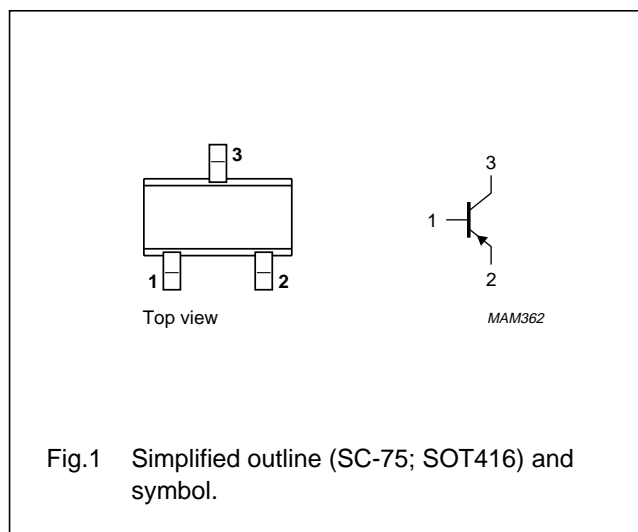 3
1
2
Top view
3
1
2
MAM362
Fig.1 Simplified outline (SC-75; SOT416) and
symbol.